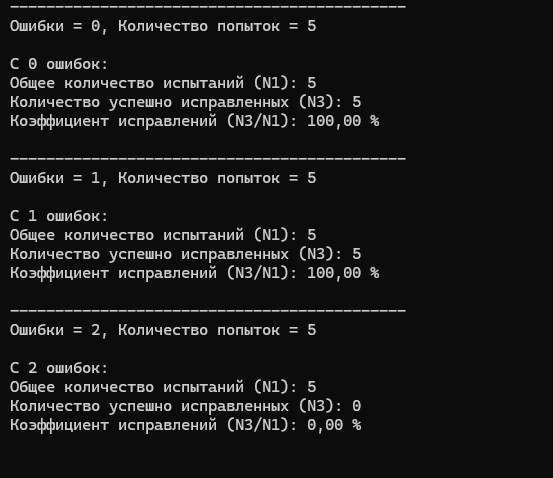 --------------------------------------------
Ошибки = 0, Количество попыток = 5
С 0 ошибок:
Общее количество испытаний (N1): 5
Количество успешно исправленных (N3): 5
Коэффициент исправлений (N3/N1): 100,00 %
--------------------------------------------
Ошибки = 1, Количество попыток = 5
С 1 ошибок:
Общее количество испытаний (N1): 5
Количество успешно исправленных (N3): 5
Коэффициент исправлений (N3/N1): 100,00 %
--------------------------------------------
Ошибки = 2, Количество попыток = 5
С 2 ошибок:
Общее количество испытаний (N1): 5
Количество успешно исправленных (N3): 0
Коэффициент исправлений (N3/N1): 0,00 %